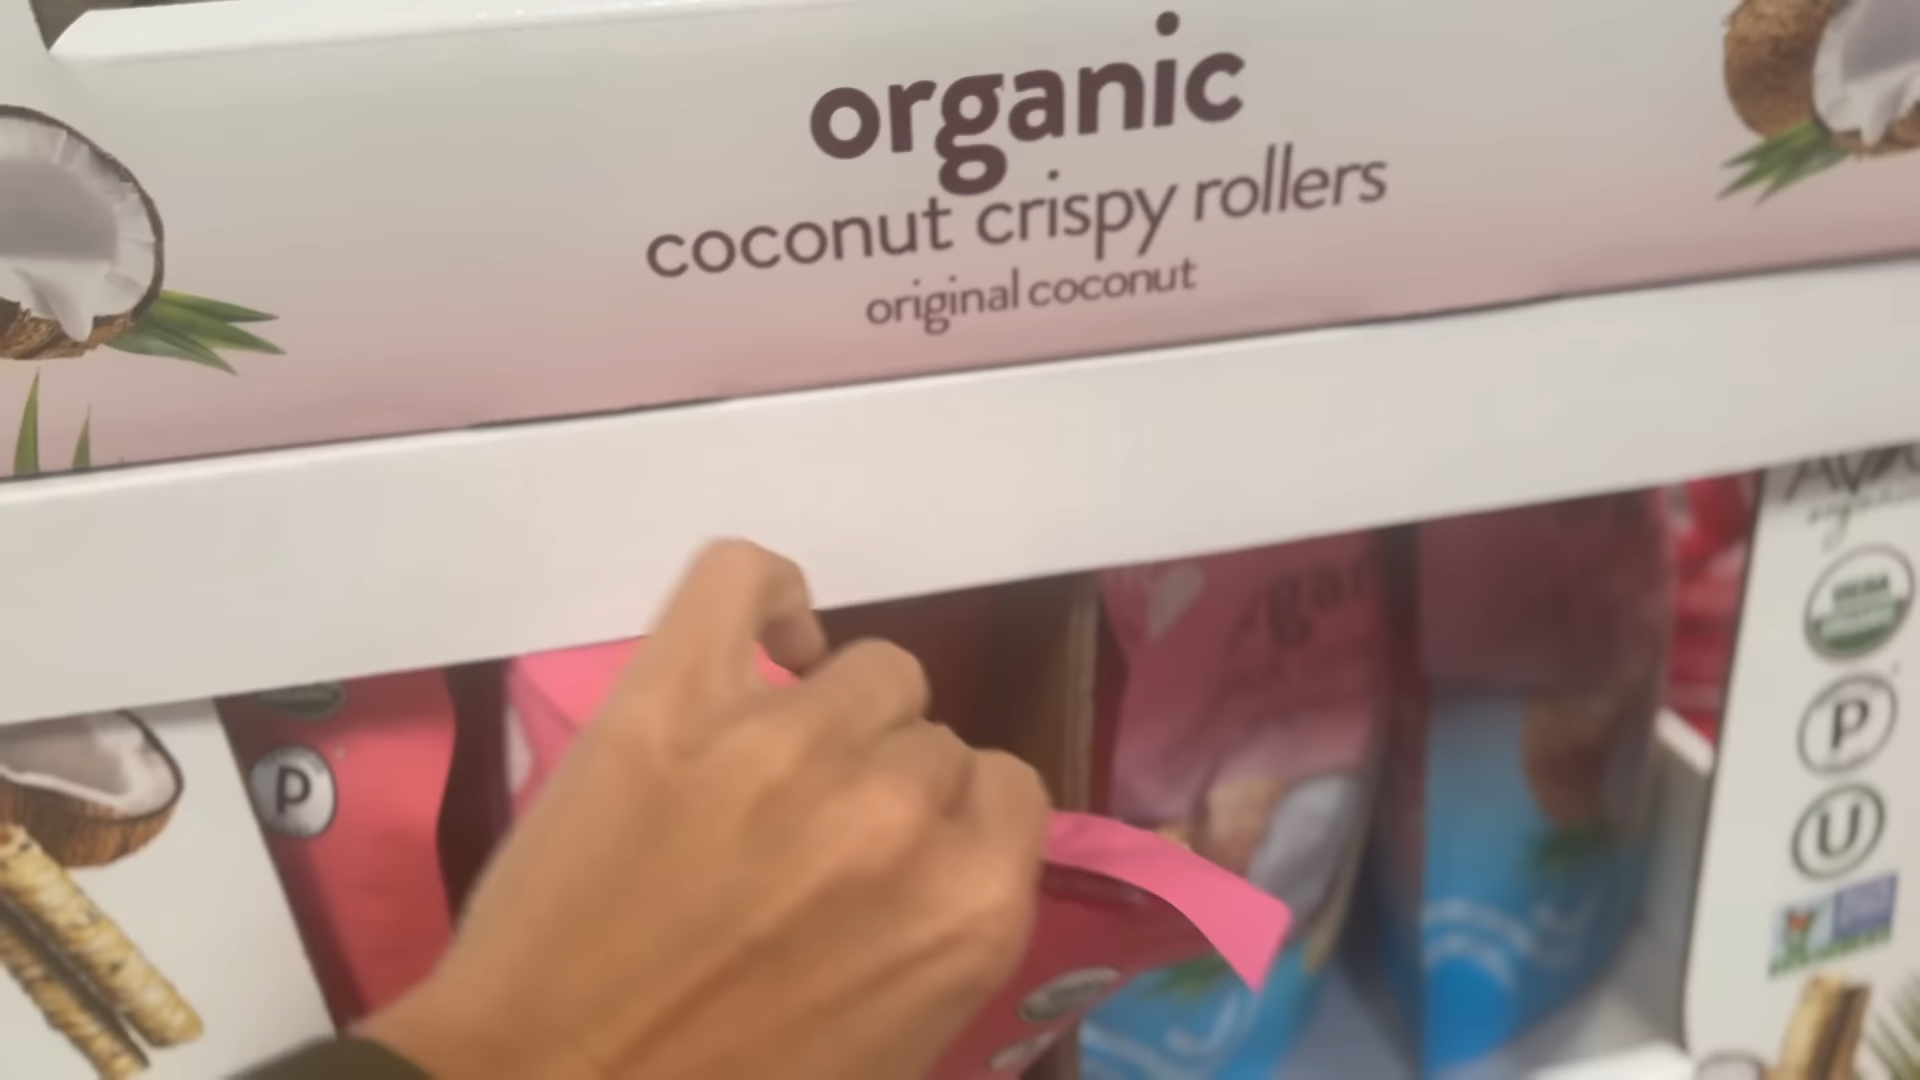 organic
coconut crispy rollers
original coconut
P
P
U